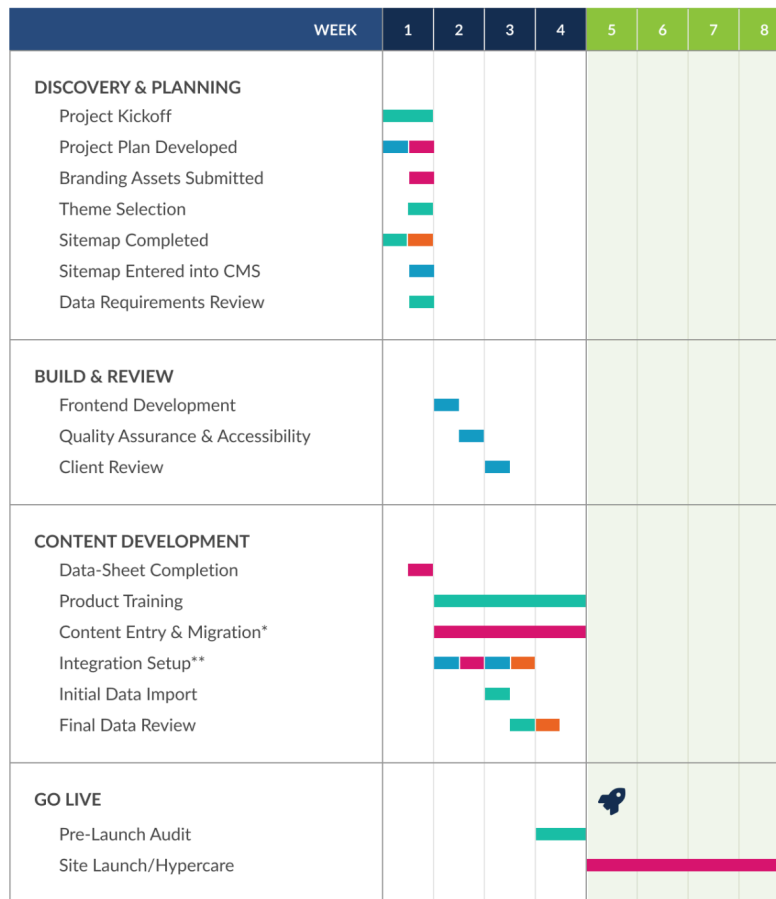 WEEK 1 2 3 4 5 6 7 8
DISCOVERY & PLANNING
Project Kickoff
Project Plan Developed
Branding Assets Submitted
Theme Selection
Sitemap Completed
Sitemap Entered into CMS
Data Requirements Review
BUILD & REVIEW
Frontend Development
Quality Assurance & Accessibility
Client Review
CONTENT DEVELOPMENT
Data-Sheet Completion
Product Training
Content Entry & Migration*
Integration Setup**
Initial Data Import
Final Data Review
GO LIVE
Pre-Launch Audit
Site Launch/Hypercare